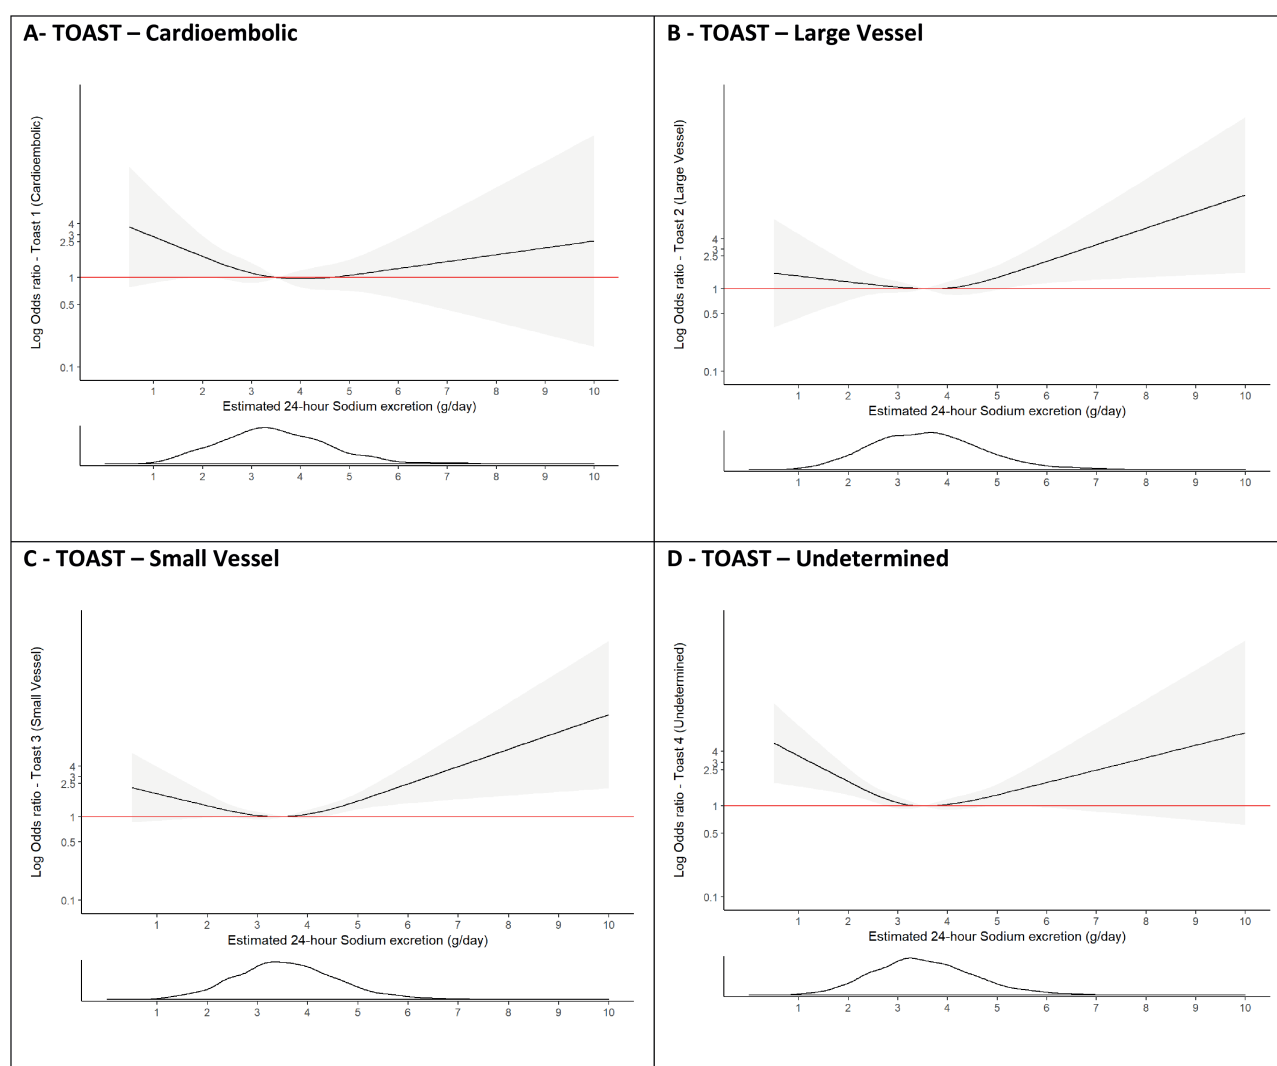 A- TOAST – Cardioembolic
Log Odds ratio - Toast 1 (Cardioembolic)
4
3
2.5
1
0.5
0.1
1 2 3 4 5 6 7 8 9 10
Estimated 24-hour Sodium excretion (g/day)
1 2 3 4 5 6 7 8 9 10
B - TOAST – Large Vessel
Log Odds ratio - Toast 2 (Large Vessel)
4
3
2.5
1
0.5
0.1
1 2 3 4 5 6 7 8 9 10
Estimated 24-hour Sodium excretion (g/day)
1 2 3 4 5 6 7 8 9 10
C - TOAST – Small Vessel
Log Odds ratio - Toast 3 (Small Vessel)
4
3
2.5
1
0.5
0.1
1 2 3 4 5 6 7 8 9 10
Estimated 24-hour Sodium excretion (g/day)
1 2 3 4 5 6 7 8 9 10
D - TOAST – Undetermined
Log Odds ratio - Toast 4 (Undetermined)
4
3
2.5
1
0.5
0.1
1 2 3 4 5 6 7 8 9 10
Estimated 24-hour Sodium excretion (g/day)
1 2 3 4 5 6 7 8 9 10